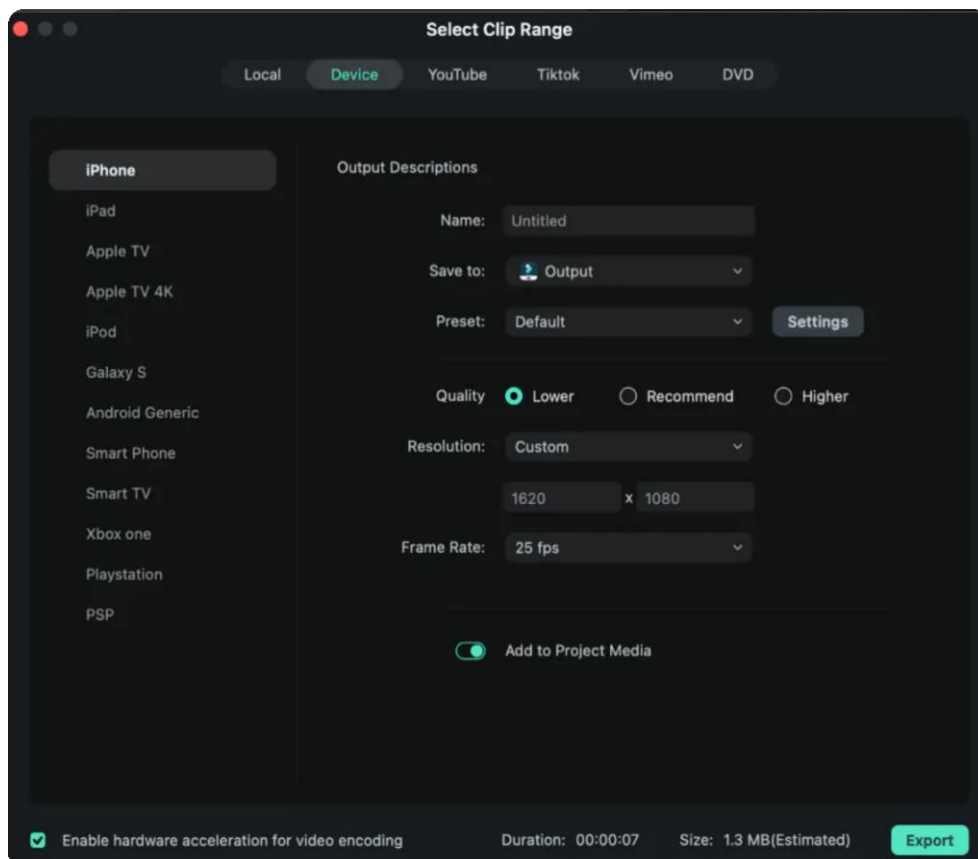 Select Clip Range
Local Device YouTube Tiktok Vimeo DVD
iPhone
iPad
Apple TV
Apple TV 4K
iPod
Galaxy S
Android Generic
Smart Phone
Smart TV
Xbox one
Playstation
PSP
Output Descriptions
Name: Untitled
Save to: Output
Preset: Default Settings
Quality Lower Recommend Higher
Resolution: Custom
1620 x 1080
Frame Rate: 25 fps
Add to Project Media
Enable hardware acceleration for video encoding Duration: 00:00:07 Size: 1.3 MB(Estimated) Export